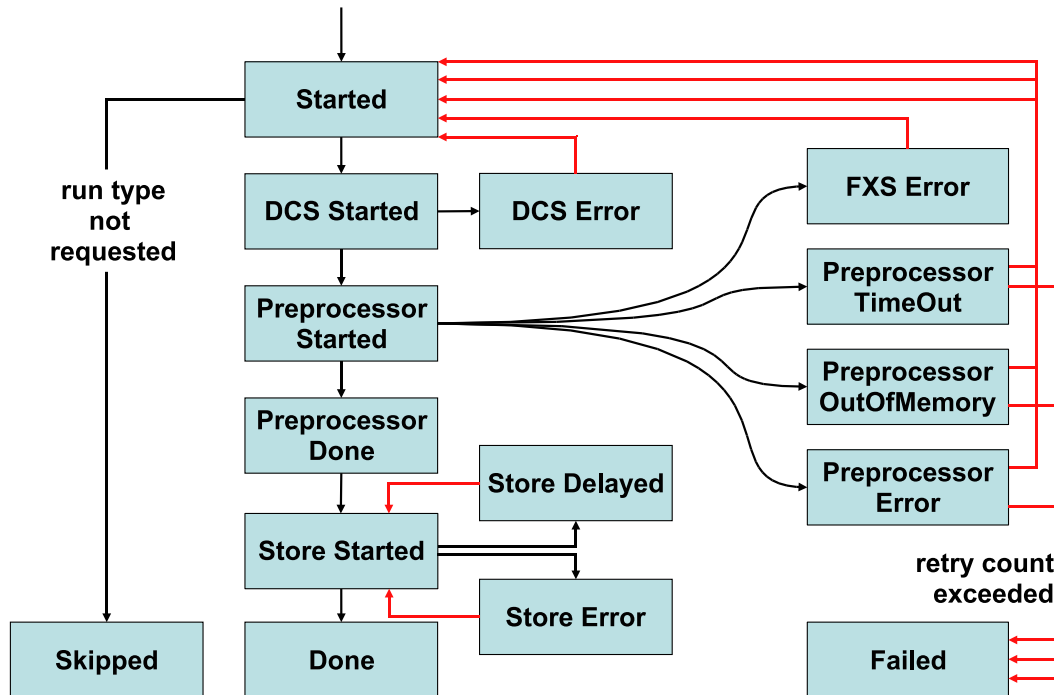 Started
run type
not
requested
DCS Started
DCS Error
FXS Error
Preprocessor
Started
Preprocessor
TimeOut
Preprocessor
OutOfMemory
Preprocessor
Done
Preprocessor
Error
Store Delayed
Store Started
Store Error
retry count
exceeded
Skipped
Done
Failed